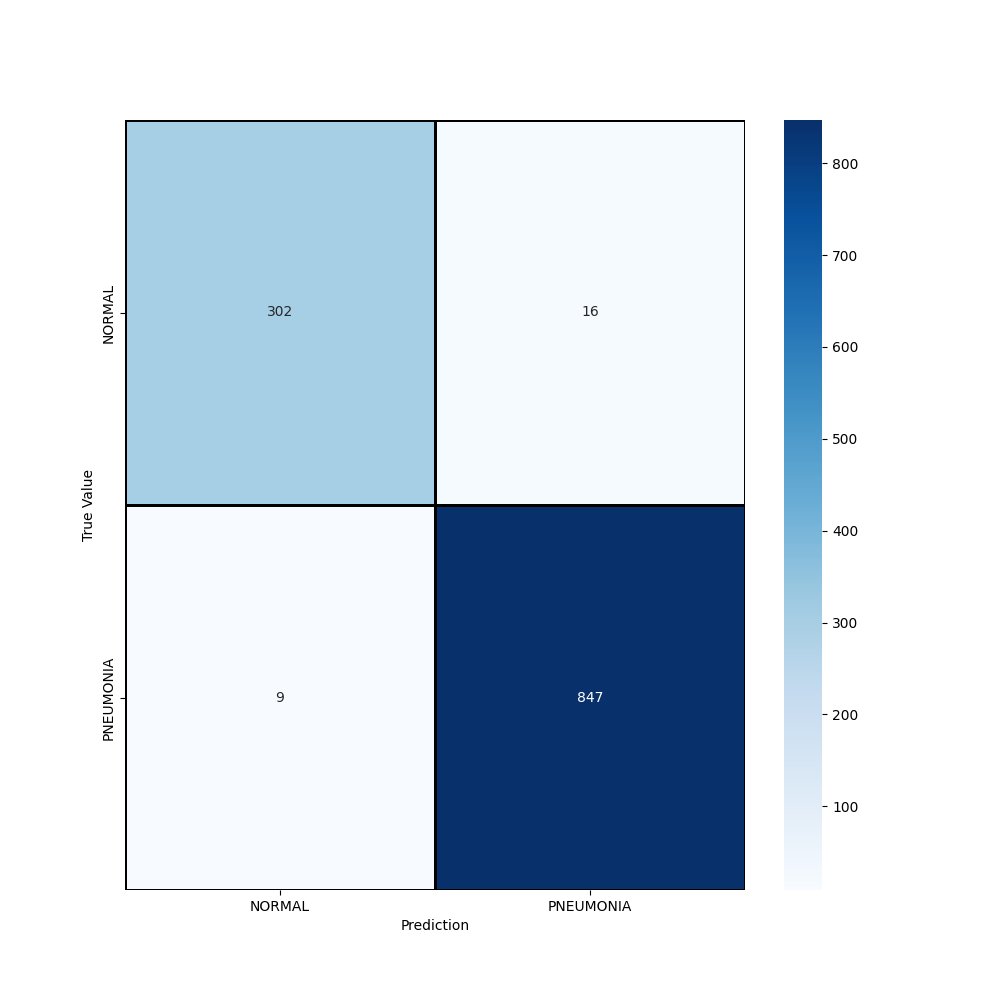 302
16
9
847
NORMAL
PNEUMONIA
True Value
NORMAL
PNEUMONIA
Prediction
800
700
600
500
400
300
200
100